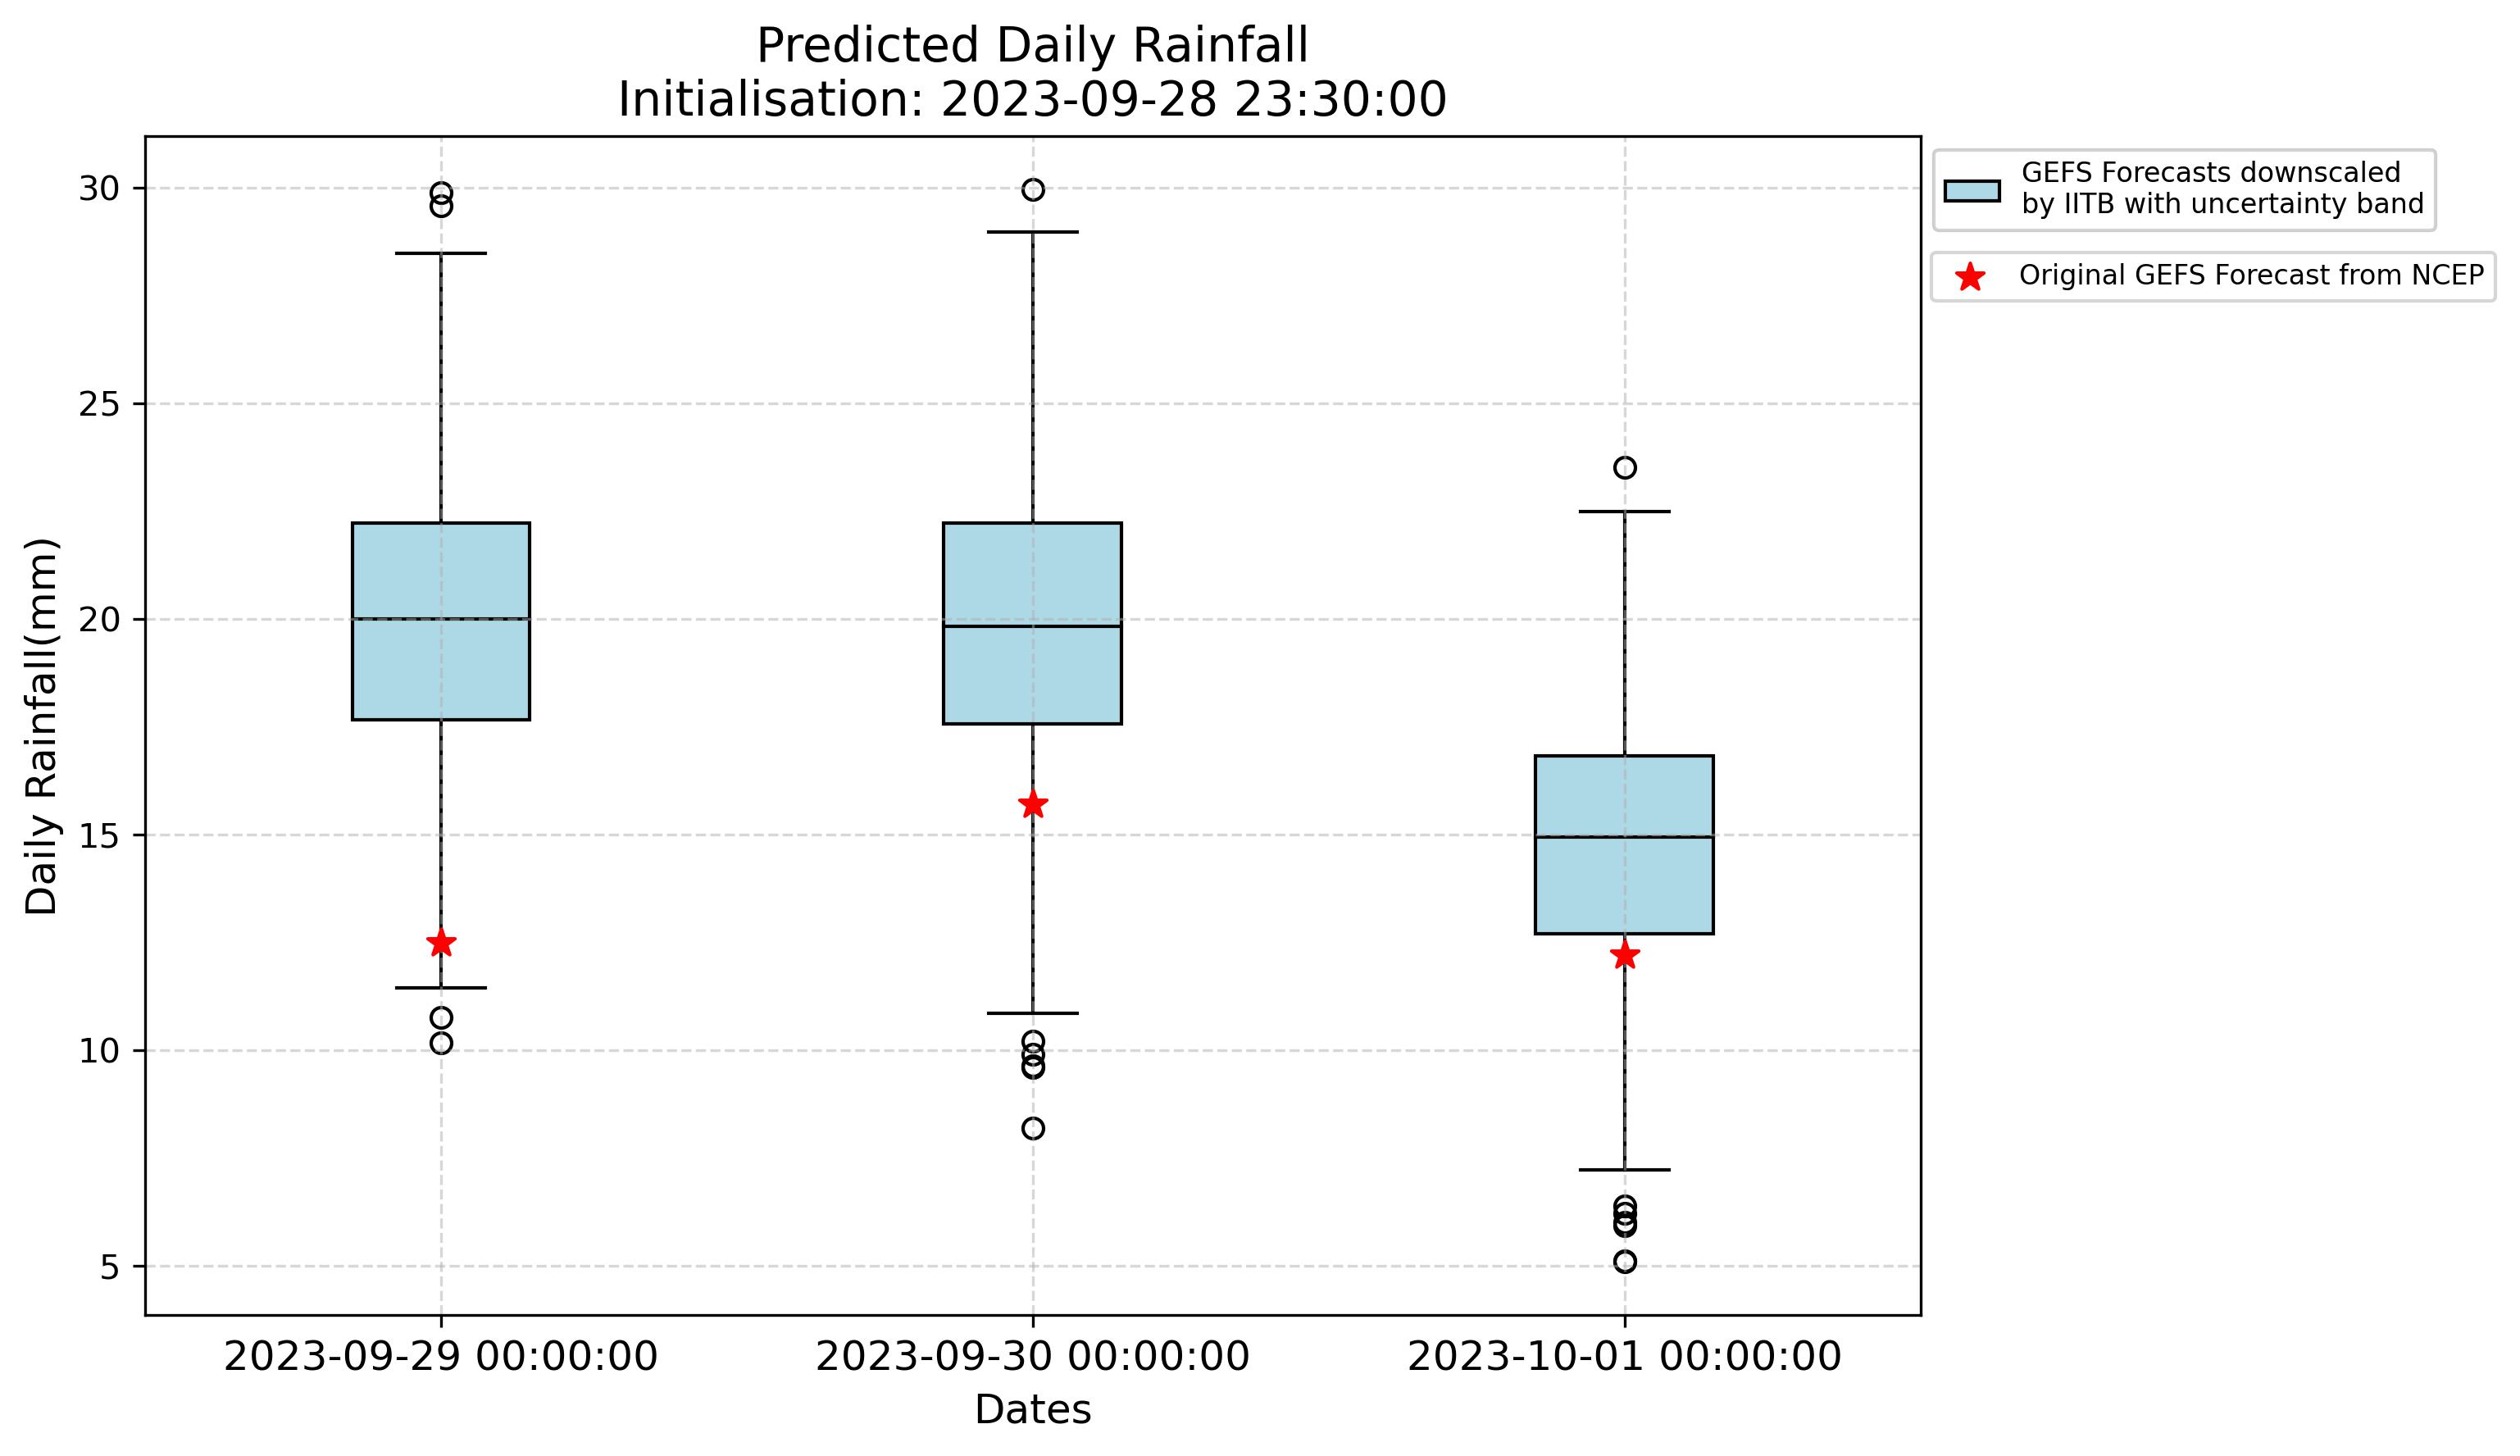 Predicted Daily Rainfall
Initialisation: 2023-09-28 23:30:00
GEFS Forecasts downscaled
by IITB with uncertainty band
Original GEFS Forecast from NCEP
Daily Rainfall(mm)
30
25
20
15
10
5
2023-09-29 00:00:00
2023-09-30 00:00:00
2023-10-01 00:00:00
Dates